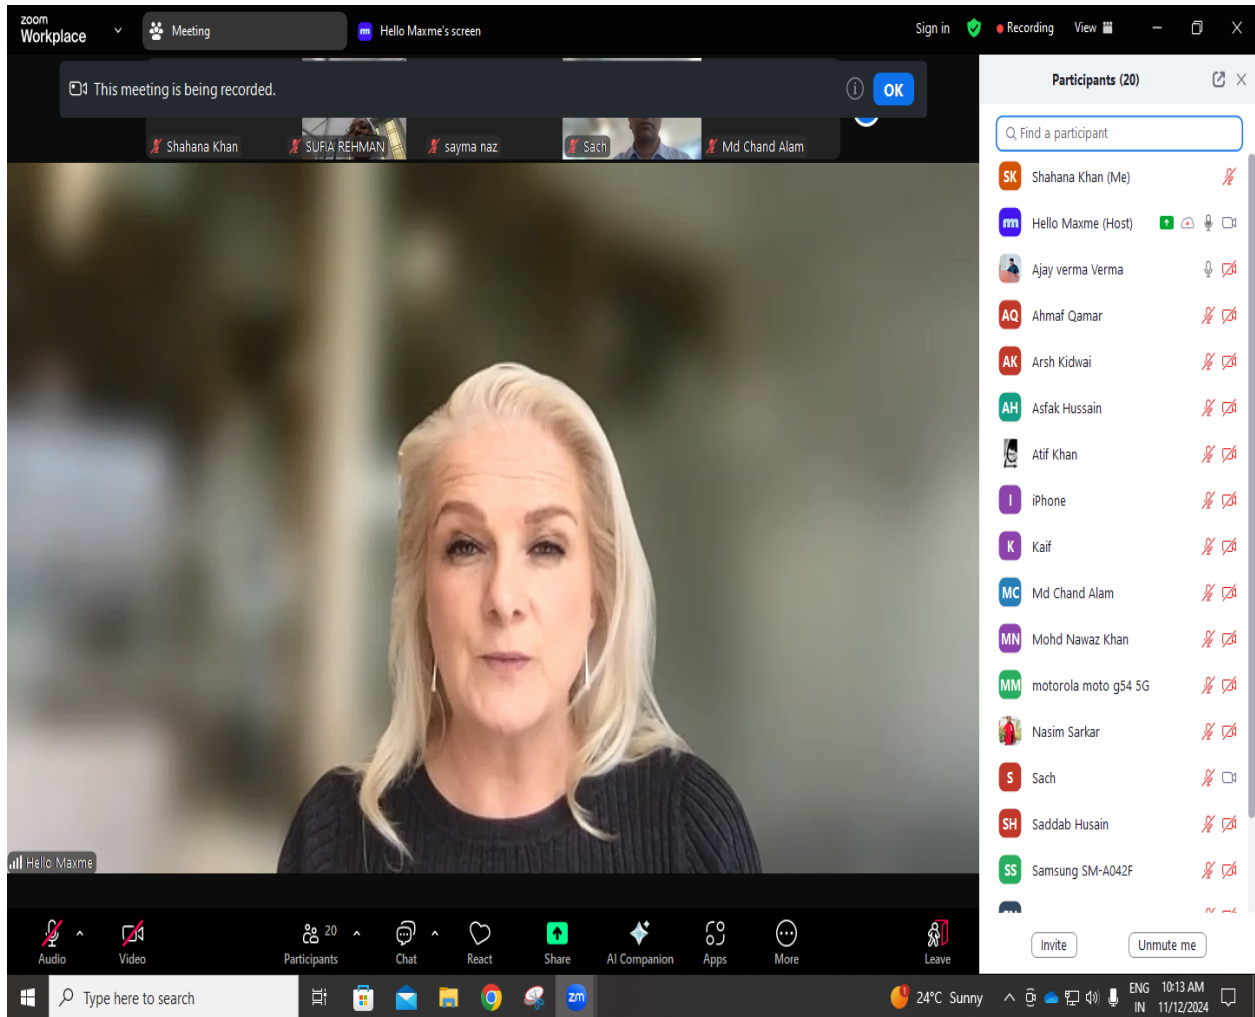 zoom
Workplace
Meeting
Hello Maxme's screen
Sign in
Recording
View
This meeting is being recorded.
OK
Shahana Khan
SUFIA REHMAN
sayma naz
Sach
Md Chand Alam
Hello Maxme
Participants (20)
Find a participant
SK Shahana Khan (Me)
m Hello Maxme (Host)
Ajay verma Verma
AQ Ahmaf Qamar
AK Arsh Kidwai
AH Asfak Hussain
Atif Khan
I iPhone
K Kaif
MC Md Chand Alam
MN Mohd Nawaz Khan
MM motorola moto g54 5G
Nasim Sarkar
S Sach
SH Saddab Husain
SS Samsung SM-A042F
Invite
Unmute me
Audio
Video
20
Participants
Chat
React
Share
AI Companion
Apps
More
Leave
Type here to search
zm
1
24°C Sunny
ENG
IN
10:13 AM
11/12/2024